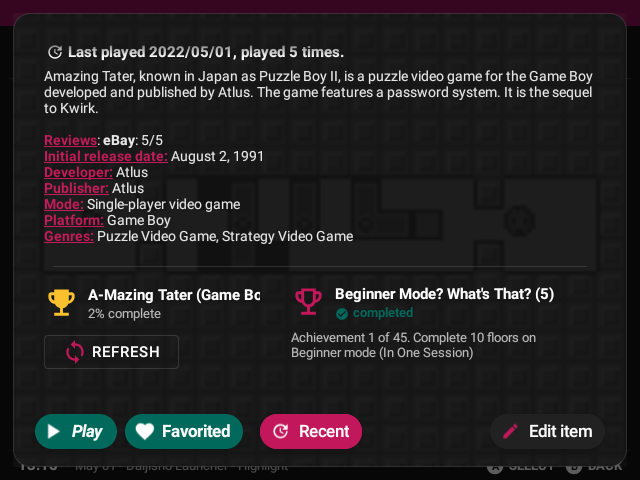 Last played 2022/05/01, played 5 times.
Amazing Tater, known in Japan as Puzzle Boy II, is a puzzle video game for the Game Boy
developed and published by Atlus. The game features a password system. It is the sequel
to Kwirk.
Reviews: eBay: 5/5
Initial release date: August 2, 1991
Developer: Atlus
Publisher: Atlus
Mode: Single-player video game
Platform: Game Boy
Genres: Puzzle Video Game, Strategy Video Game
A-Mazing Tater (Game Bo
2% complete
Beginner Mode? What's That? (5)
completed
REFRESH
Achievement 1 of 45. Complete 10 floors on
Beginner mode (In One Session)
Play
Favorited
Recent
Edit item
May 01 - Daijisho Launcher - Highlight
A SELECT B BACK